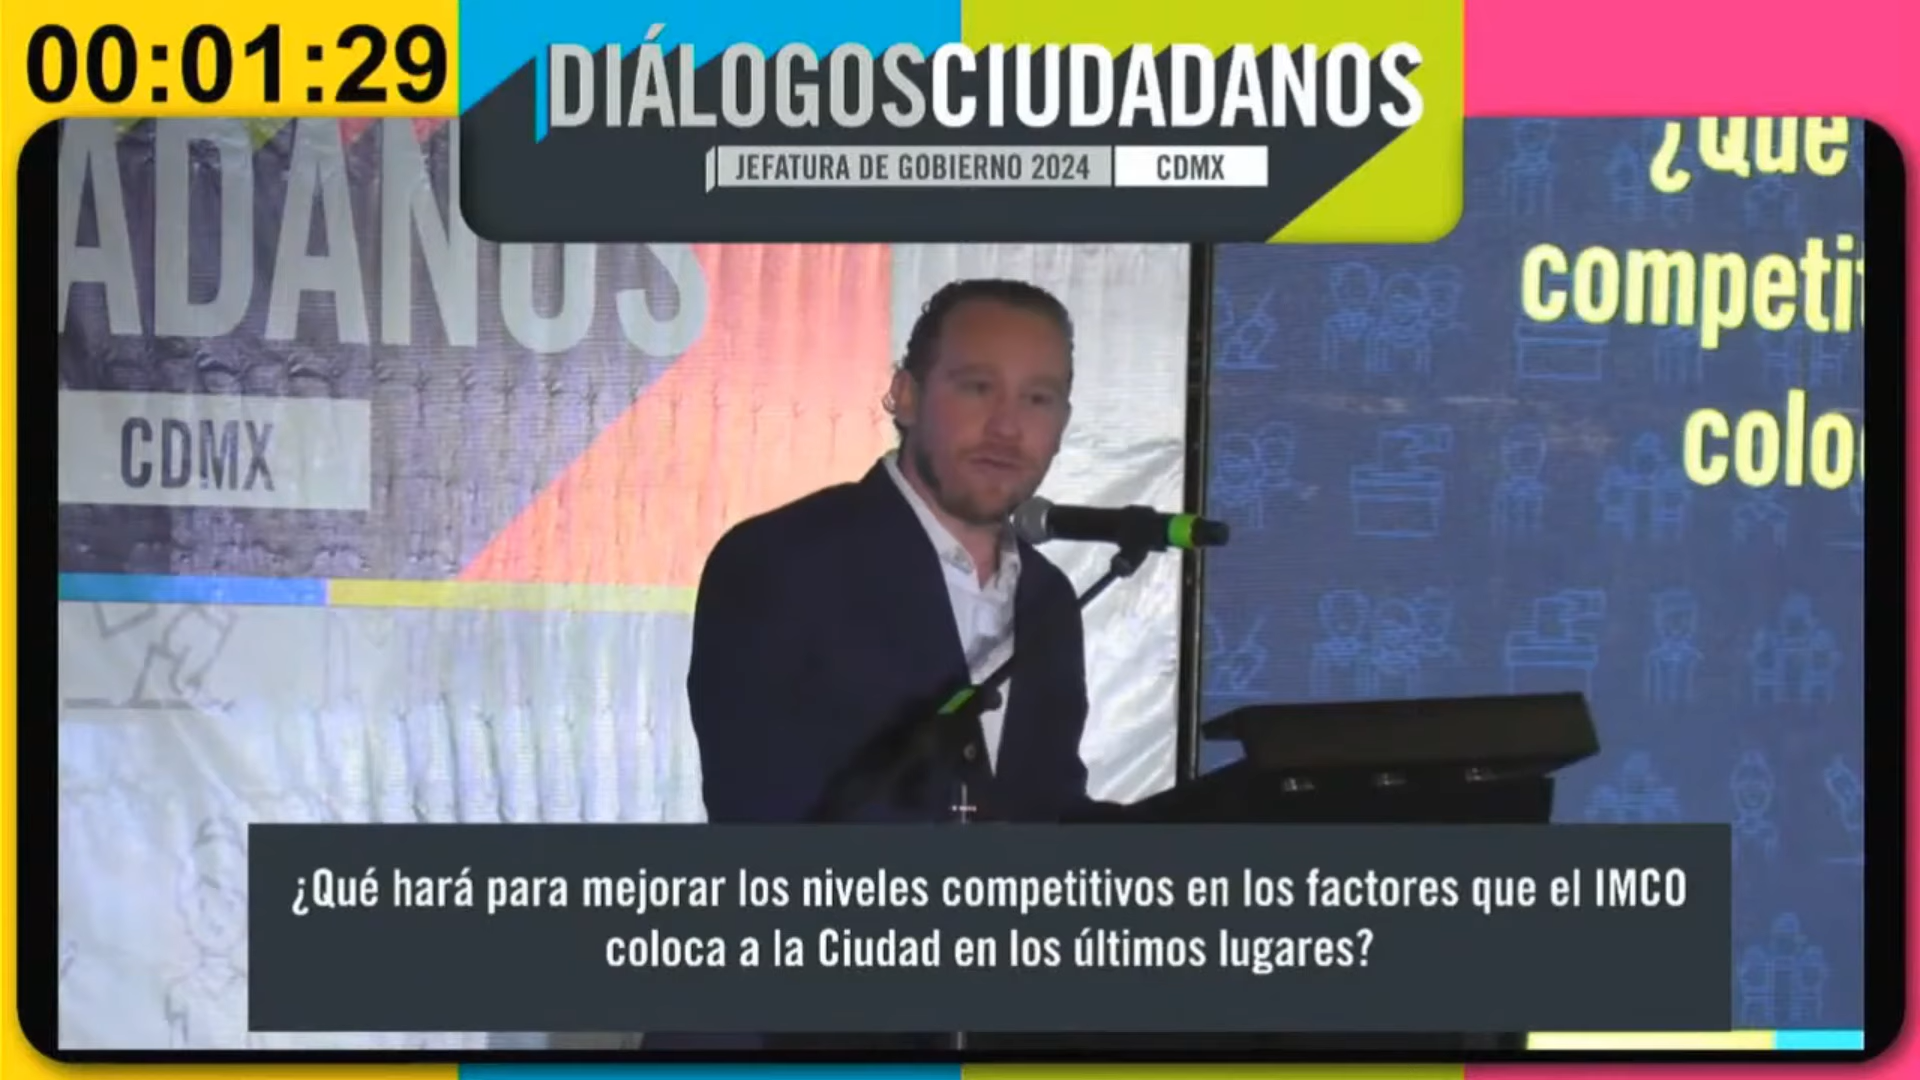 00:01:29
DIÁLOGOSCIUDADANOS
JEFATURA DE GOBIERNO 2024 CDMX
ADANOS
CDMX
¿Qué
competi
colo
¿Qué hará para mejorar los niveles competitivos en los factores que el IMCO
coloca a la Ciudad en los últimos lugares?